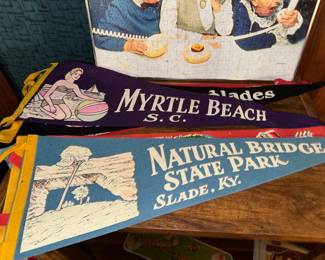 lades
MYRTLE BEACH
S.C.
NATURAL BRIDGE
STATE PARK
SLADE, KY.